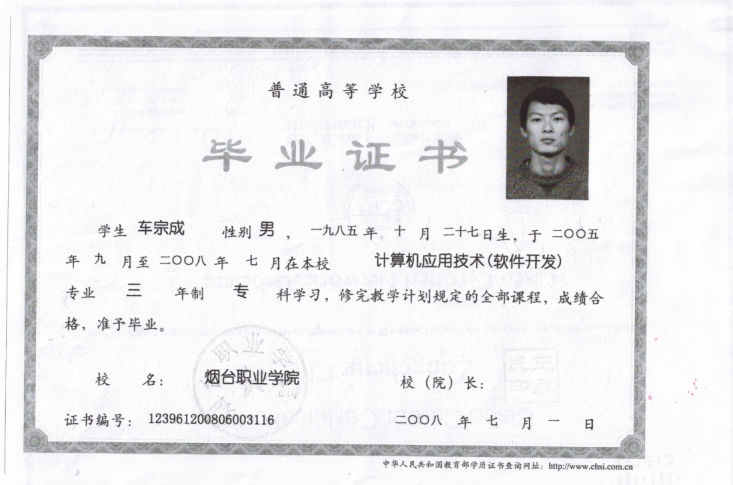 普通高等学校
毕业证书
学生 车宗成 性别 男 ， 一九八五 年 十 月 二十七日生，于 二〇〇五
年 九 月至 二〇〇八 年 七 月在本校 计算机应用技术(软件开发)
专业 三 年制 专 科学习，修完教学计划规定的全部课程，成绩合
格，准予毕业。
校 名： 烟台职业学院 校（院）长：
证书编号： 123961200806003116 二〇〇八 年 七 月 一 日
中华人民共和国教育部学历证书查询网址：http://www.chsi.com.cn